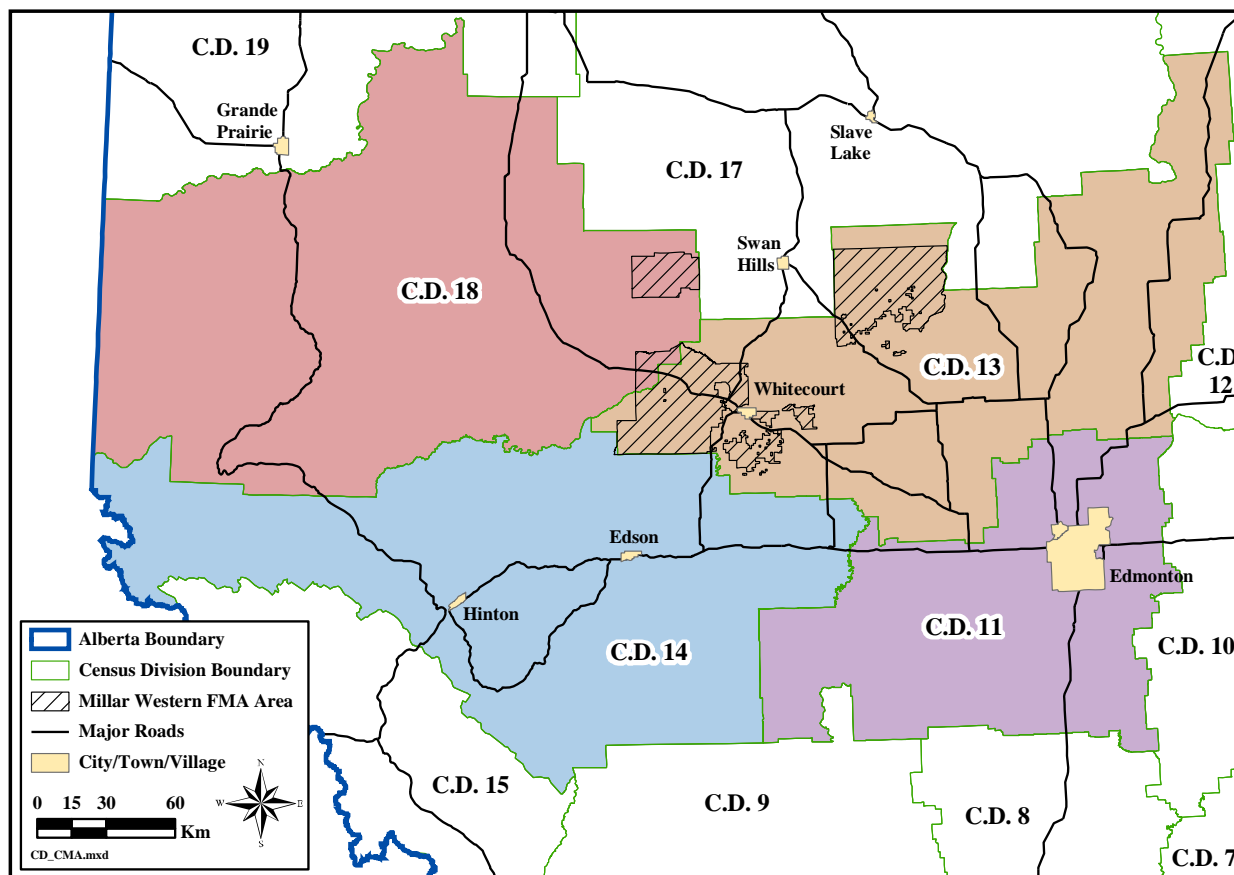 C.D. 19
Grande
Prairie
Slave
Lake
C.D. 17
Swan
Hills
C.D. 18
C.D. 13
C.D
12
Whitecourt
Edson
Edmonton
Hinton
C.D. 11
C.D. 14
C.D. 10
C.D. 15
C.D. 9
C.D. 8
C.D. 7
Alberta Boundary
Census Division Boundary
Millar Western FMA Area
Major Roads
City/Town/Village
N
W
E
S
0 15 30 60
Km
CD_CMA.mxd